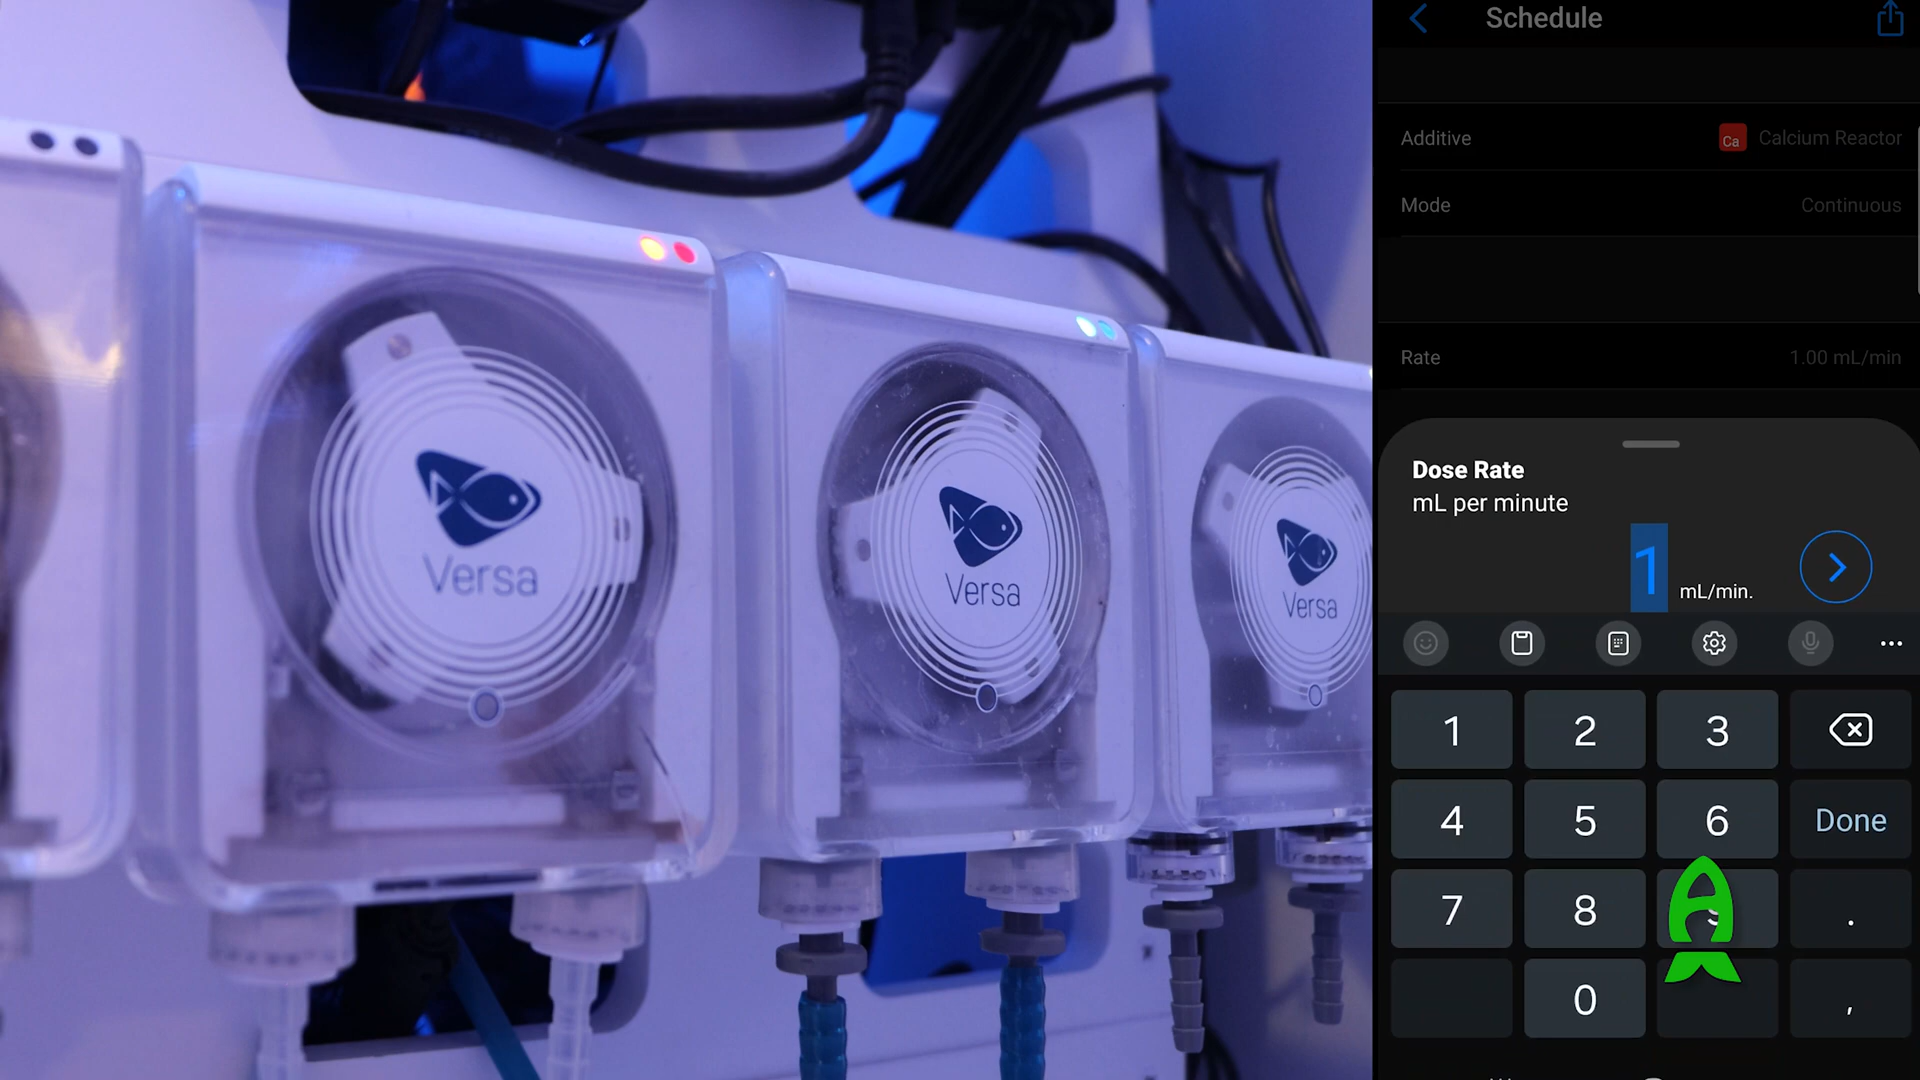 Versa
Versa
Versa
Schedule
Additive
Ca Calcium Reactor
Mode
Continuous
Rate
1.00 mL/min
Dose Rate
mL per minute
1 mL/min.
1 2 3
4 5 6 Done
7 8 .
0 ,